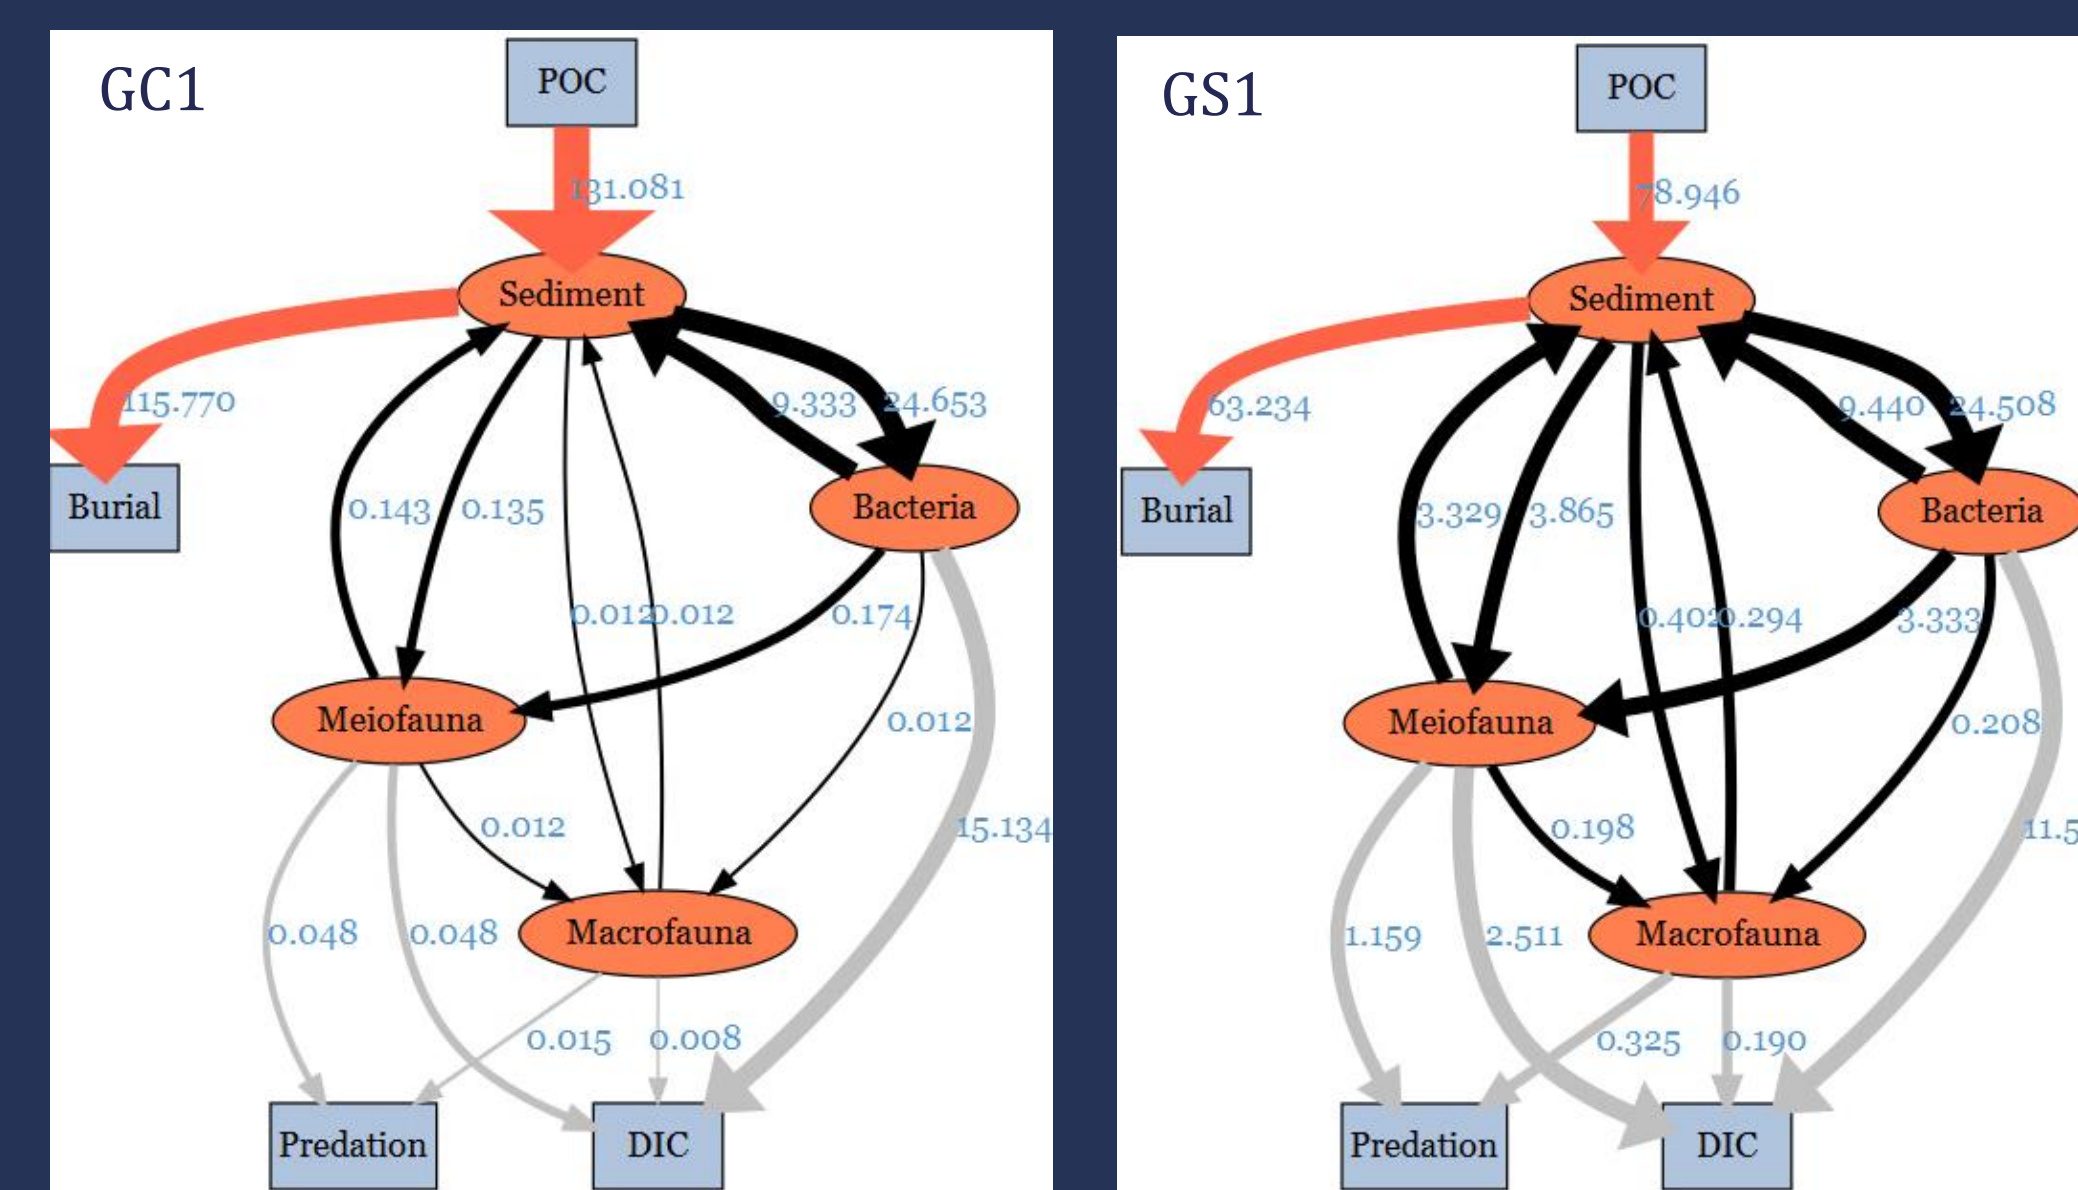 GC1
POC
131.081
Sediment
115.770
9.333
24.653
Burial
0.143
0.135
Bacteria
0.012
0.012
0.174
Meiofauna
0.012
0.012
15.134
0.048
0.048
Macrofauna
0.015
0.008
Predation
DIC
GS1
POC
78.946
Sediment
63.234
9.440
24.508
Burial
3.329
3.865
Bacteria
0.402
0.294
3.333
Meiofauna
0.208
0.198
11.5
1.159
2.511
Macrofauna
0.325
0.190
Predation
DIC